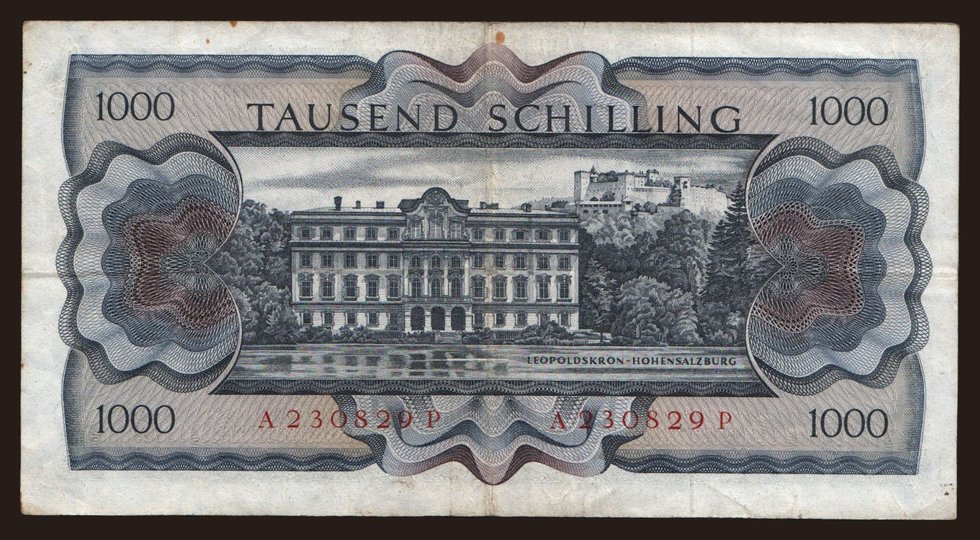 1000 1000
TAUSEND SCHILLING
LEOPOLDSKRON-HOHENSALZBURG
A 230829 P A 230829 P
1000 1000